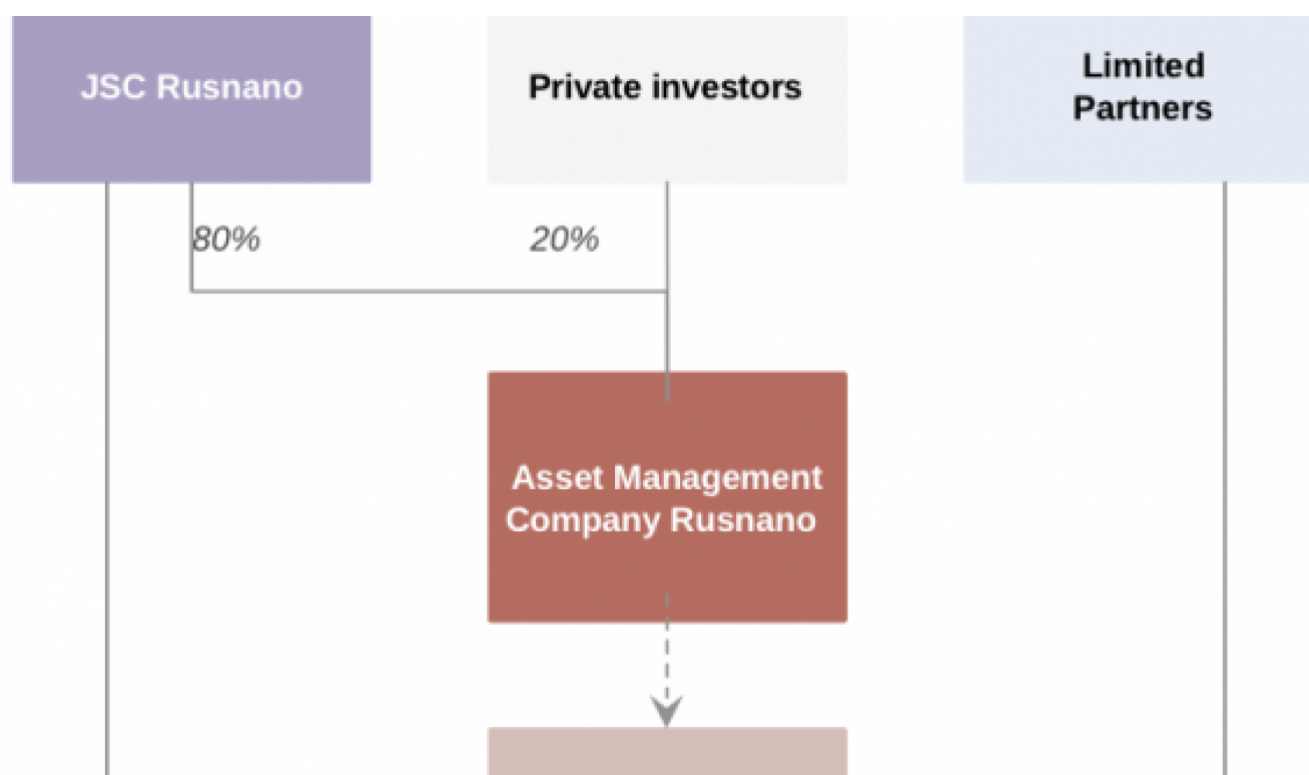 JSC Rusnano
Private investors
Limited
Partners
80%
20%
Asset Management
Company Rusnano